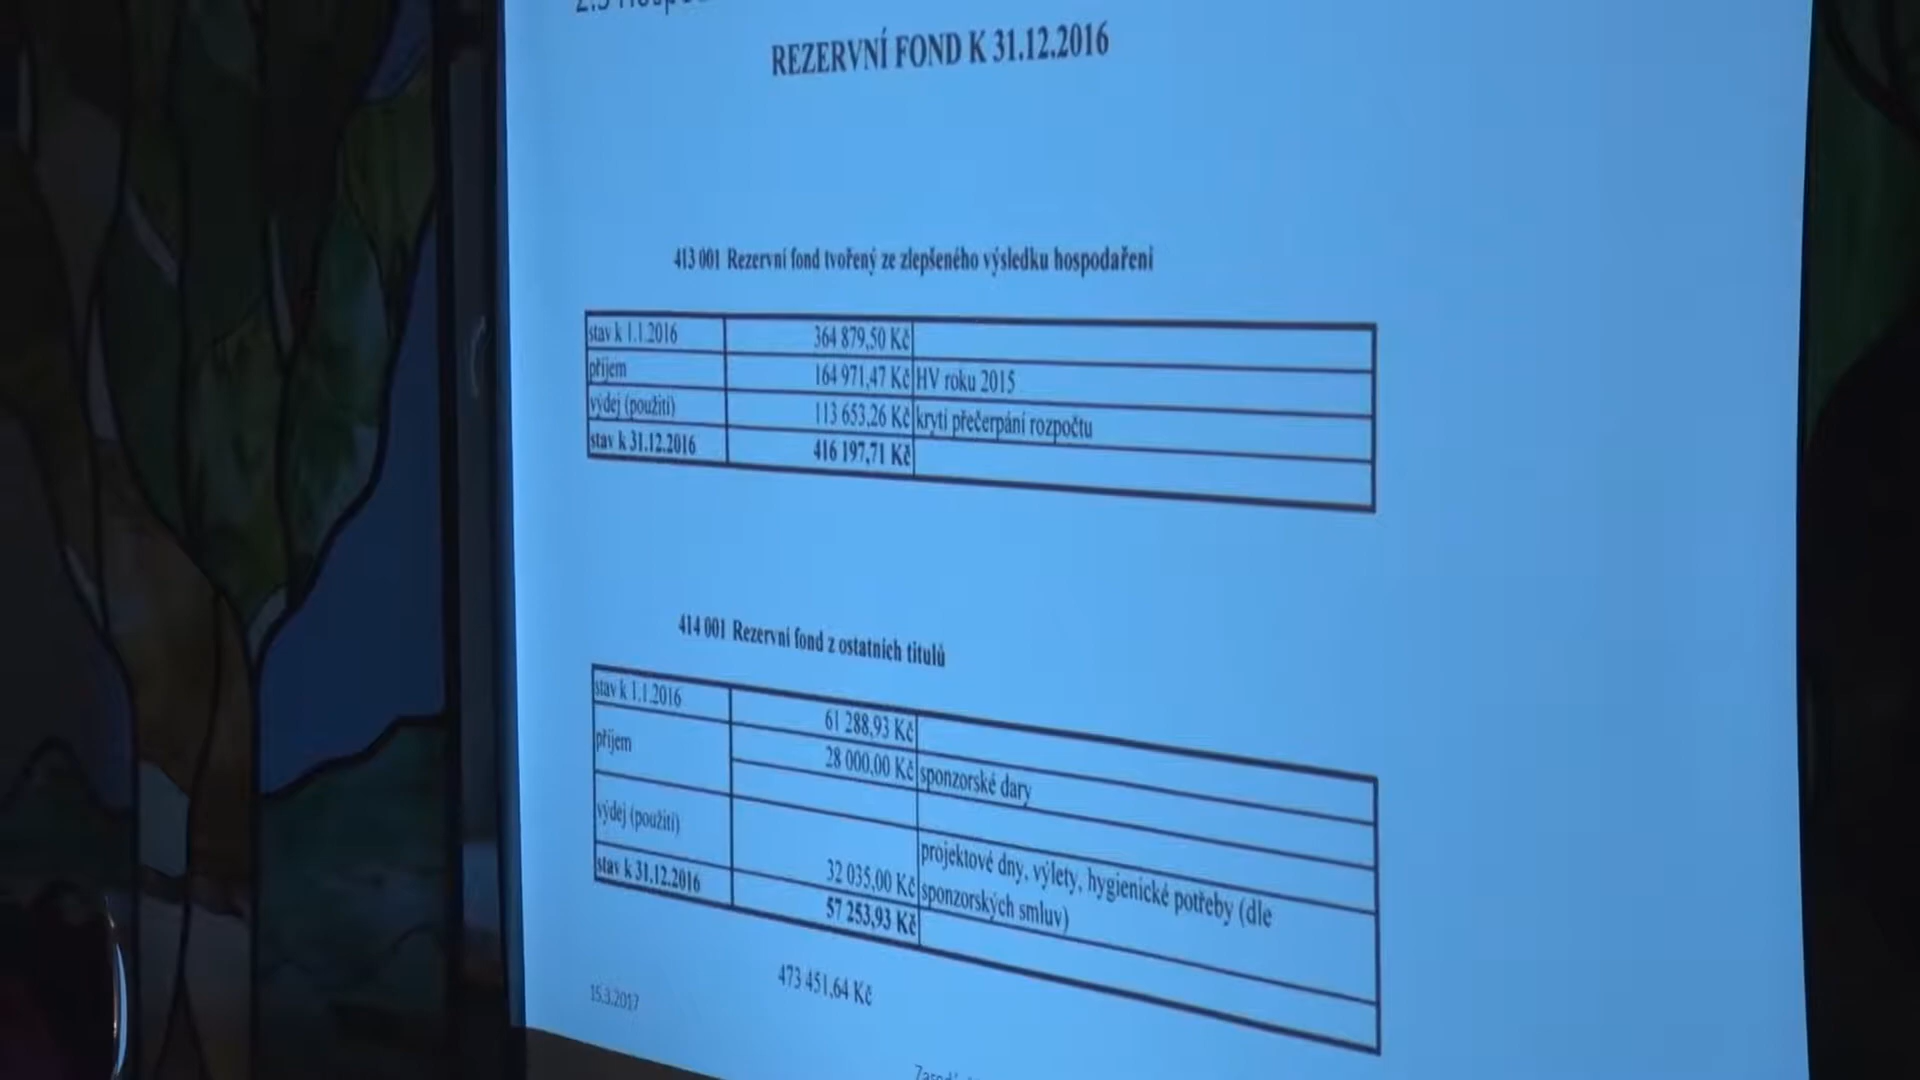 REZERVNÍ FOND K 31.12.2016
413 001 Rezervní fond tvořený ze zlepšeného výsledku hospodaření
stav k 1.1.2016 364 879,50 Kč
příjem 164 971,47 Kč HV roku 2015
výdej (použití) 113 653,26 Kč krytí přečerpání rozpočtu
stav k 31.12.2016 416 197,71 Kč
414 001 Rezervní fond z ostatních titulů
stav k 1.1.2016 61 288,93 Kč
příjem 28 000,00 Kč sponzorské dary
výdej (použití) 32 035,00 Kč projektové dny, výlety, hygienické potřeby (dle
sponzorských smluv)
stav k 31.12.2016 57 253,93 Kč
473 451,64 Kč
15.3.2017